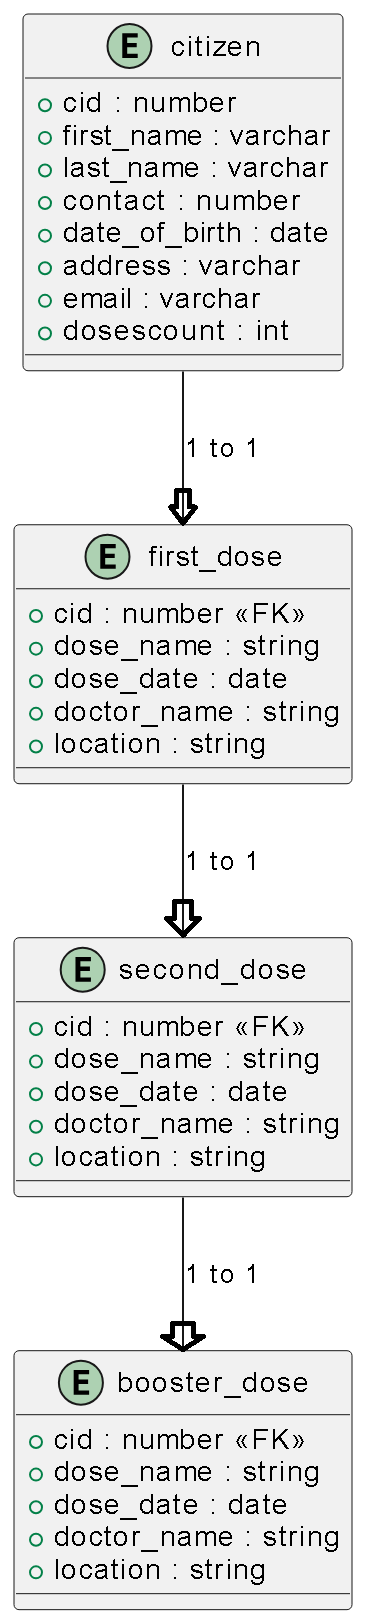 E citizen
cid : number
first_name : varchar
last_name : varchar
contact : number
date_of_birth : date
address : varchar
email : varchar
dosescount : int
1 to 1
E first_dose
cid : number «FK»
dose_name : string
dose_date : date
doctor_name : string
location : string
1 to 1
E second_dose
cid : number «FK»
dose_name : string
dose_date : date
doctor_name : string
location : string
1 to 1
E booster_dose
cid : number «FK»
dose_name : string
dose_date : date
doctor_name : string
location : string